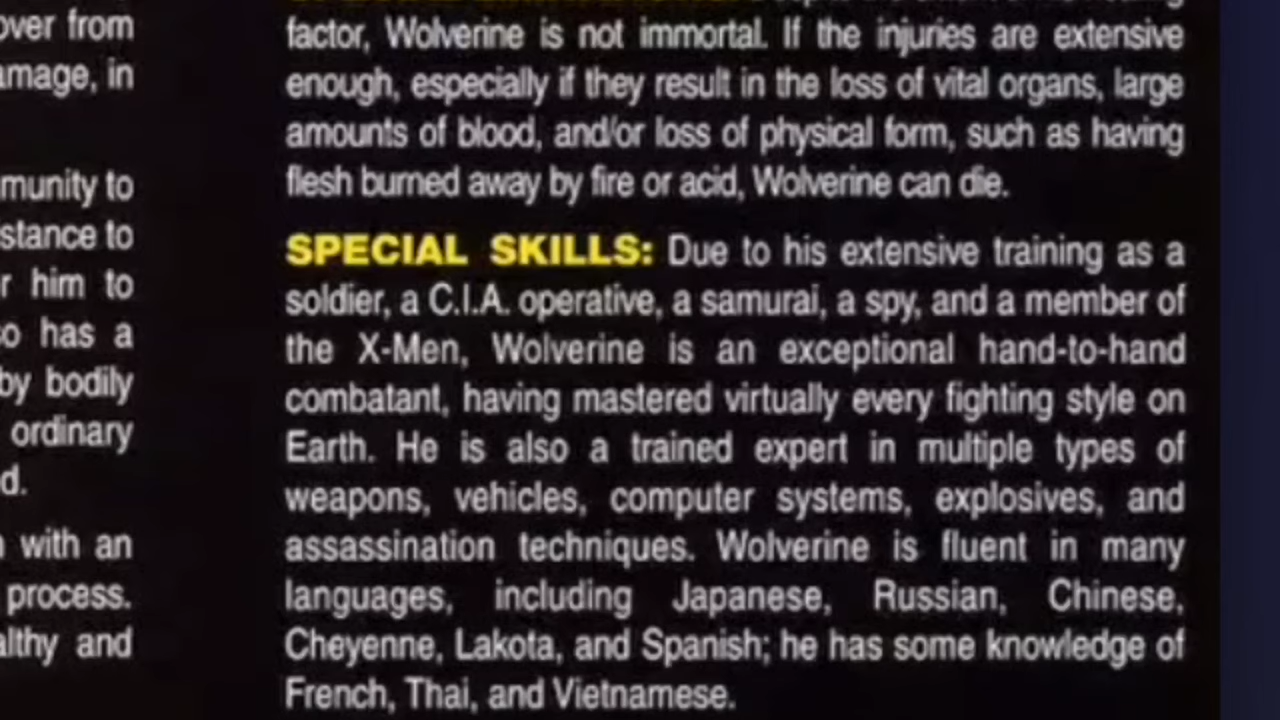 over from
amage, in
munity to
stance to
r him to
so has a
by bodily
ordinary
d.
with an
process.
althy and
factor, Wolverine is not immortal. If the injuries are extensive
enough, especially if they result in the loss of vital organs, large
amounts of blood, and/or loss of physical form, such as having
flesh burned away by fire or acid, Wolverine can die.
SPECIAL SKILLS: Due to his extensive training as a
soldier, a C.I.A. operative, a samurai, a spy, and a member of
the X-Men, Wolverine is an exceptional hand-to-hand
combatant, having mastered virtually every fighting style on
Earth. He is also a trained expert in multiple types of
weapons, vehicles, computer systems, explosives, and
assassination techniques. Wolverine is fluent in many
languages, including Japanese, Russian, Chinese,
Cheyenne, Lakota, and Spanish; he has some knowledge of
French, Thai, and Vietnamese.